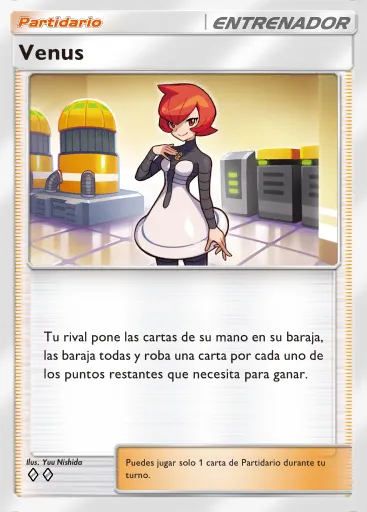 Partidario
ENTRENADOR
Venus
Tu rival pone las cartas de su mano en su baraja,
las baraja todas y roba una carta por cada uno de
los puntos restantes que necesita para ganar.
Ilus. Yuu Nishida
Puedes jugar solo 1 carta de Partidario durante tu
turno.